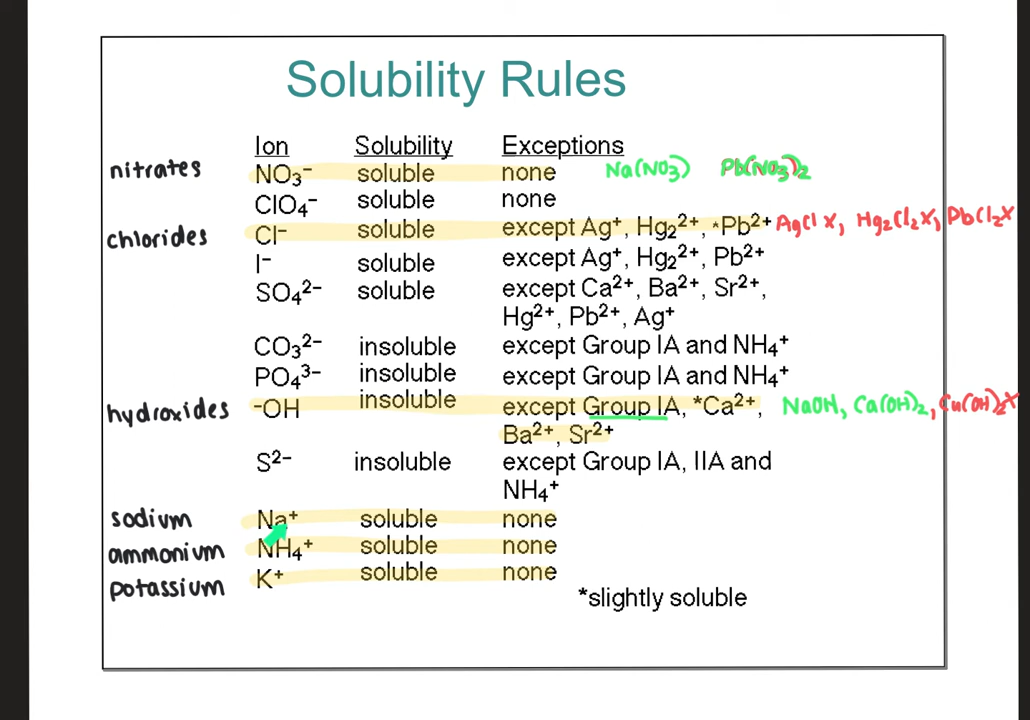 Solubility Rules
Ion Solubility Exceptions
nitrates NO₃⁻ soluble none Na(NO₃) Pb(NO₃)₂
ClO₄⁻ soluble none
chlorides Cl⁻ soluble except Ag⁺, Hg₂²⁺, *Pb²⁺ AgCl X, Hg₂Cl₂X, PbCl₂X
I⁻ soluble except Ag⁺, Hg₂²⁺, Pb²⁺
SO₄²⁻ soluble except Ca²⁺, Ba²⁺, Sr²⁺,
Hg²⁺, Pb²⁺, Ag⁺
CO₃²⁻ insoluble except Group IA and NH₄⁺
PO₄³⁻ insoluble except Group IA and NH₄⁺
hydroxides ⁻OH insoluble except Group IA, *Ca²⁺, NaOH, Ca(OH)₂, Cu(OH)₂X
Ba²⁺, Sr²⁺
S²⁻ insoluble except Group IA, IIA and
NH₄⁺
sodium Na⁺ soluble none
ammonium NH₄⁺ soluble none
potassium K⁺ soluble none
*slightly soluble